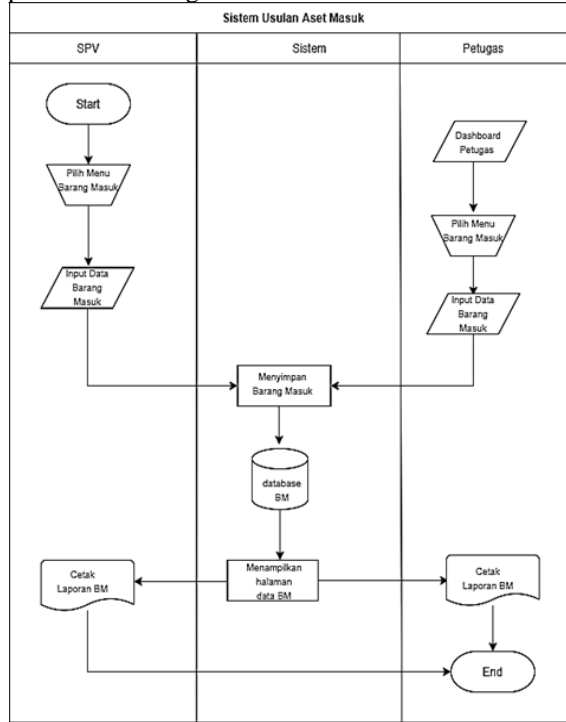 Sistem Usulan Aset Masuk
SPV
Sistem
Petugas
Start
Pilih Menu
Barang Masuk
Input Data
Barang
Masuk
Dashboard
Petugas
Pilih Menu
Barang Masuk
Input Data
Barang
Masuk
Menyimpan
Barang Masuk
database
BM
Menampilkan
halaman
data BM
Cetak
Laporan BM
Cetak
Laporan BM
End